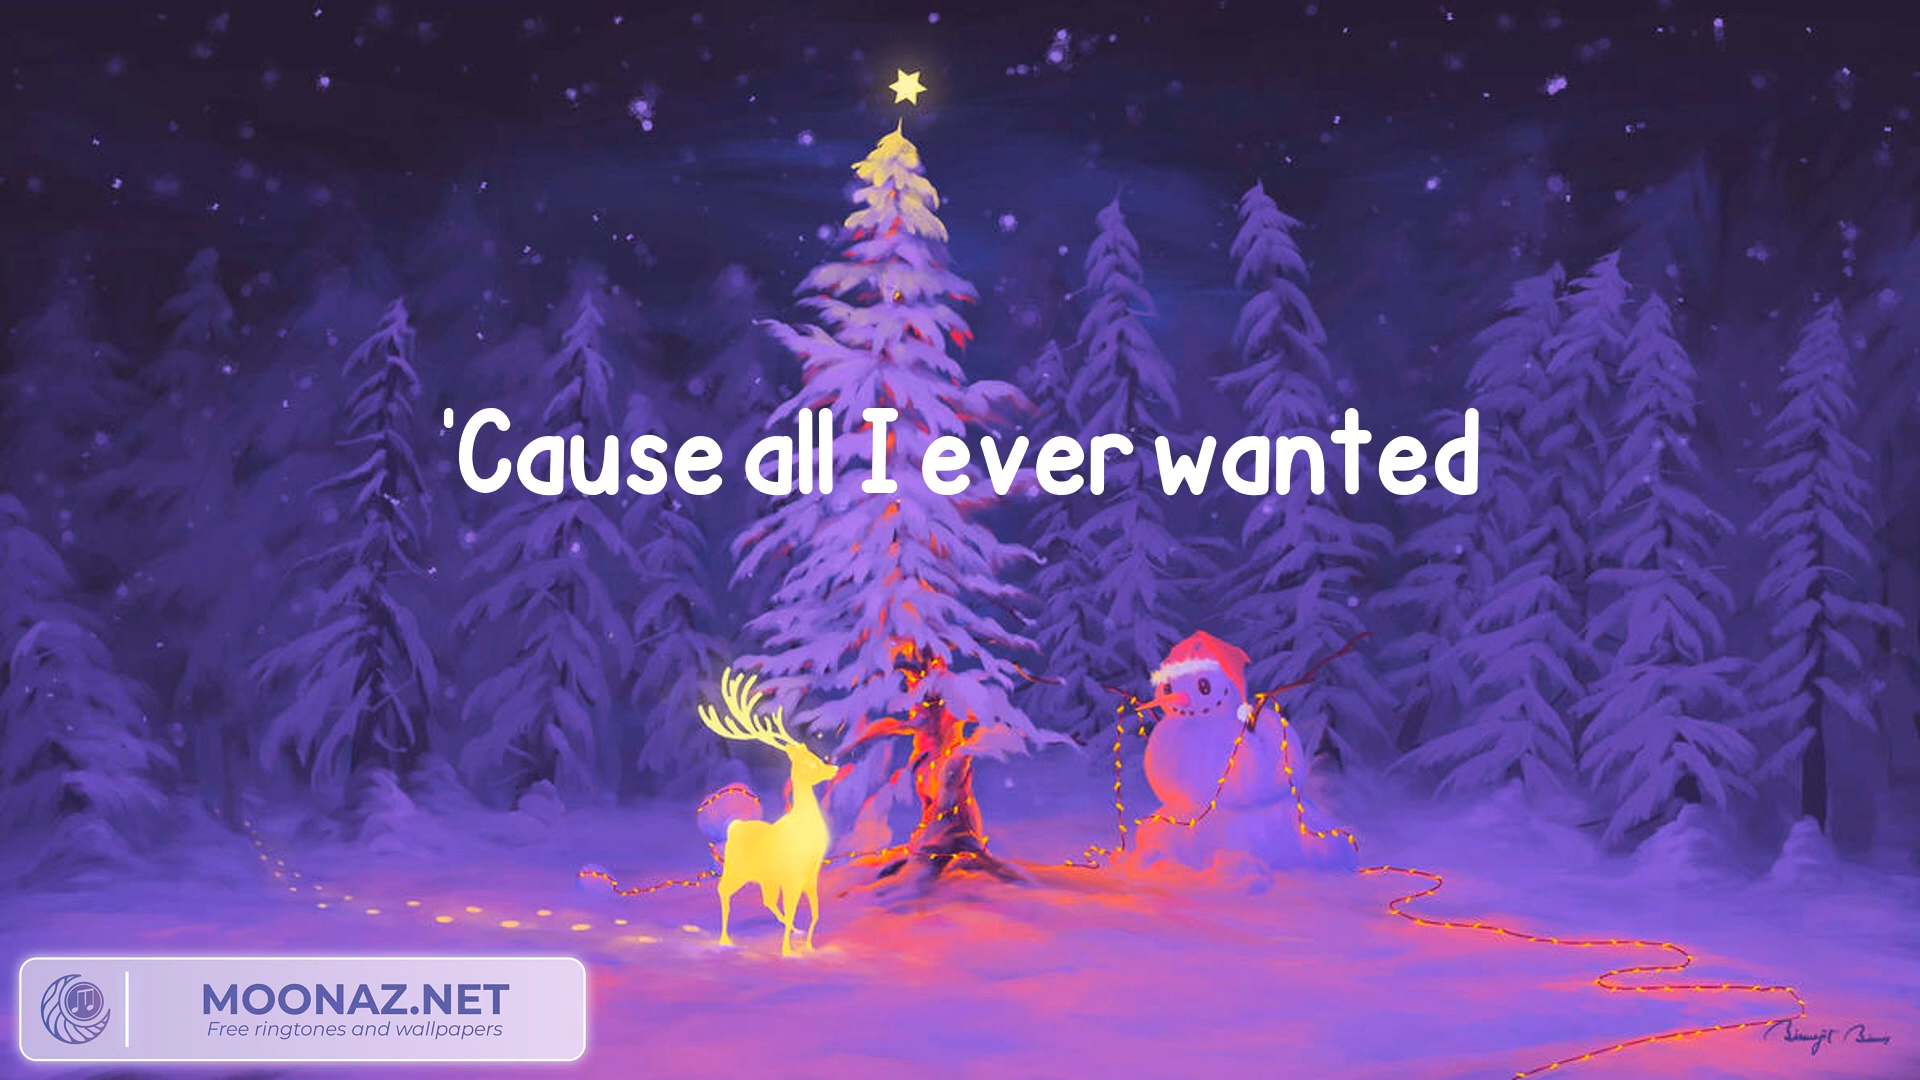 'Cause all I ever wanted
MOONAZ.NET
Free ringtones and wallpapers